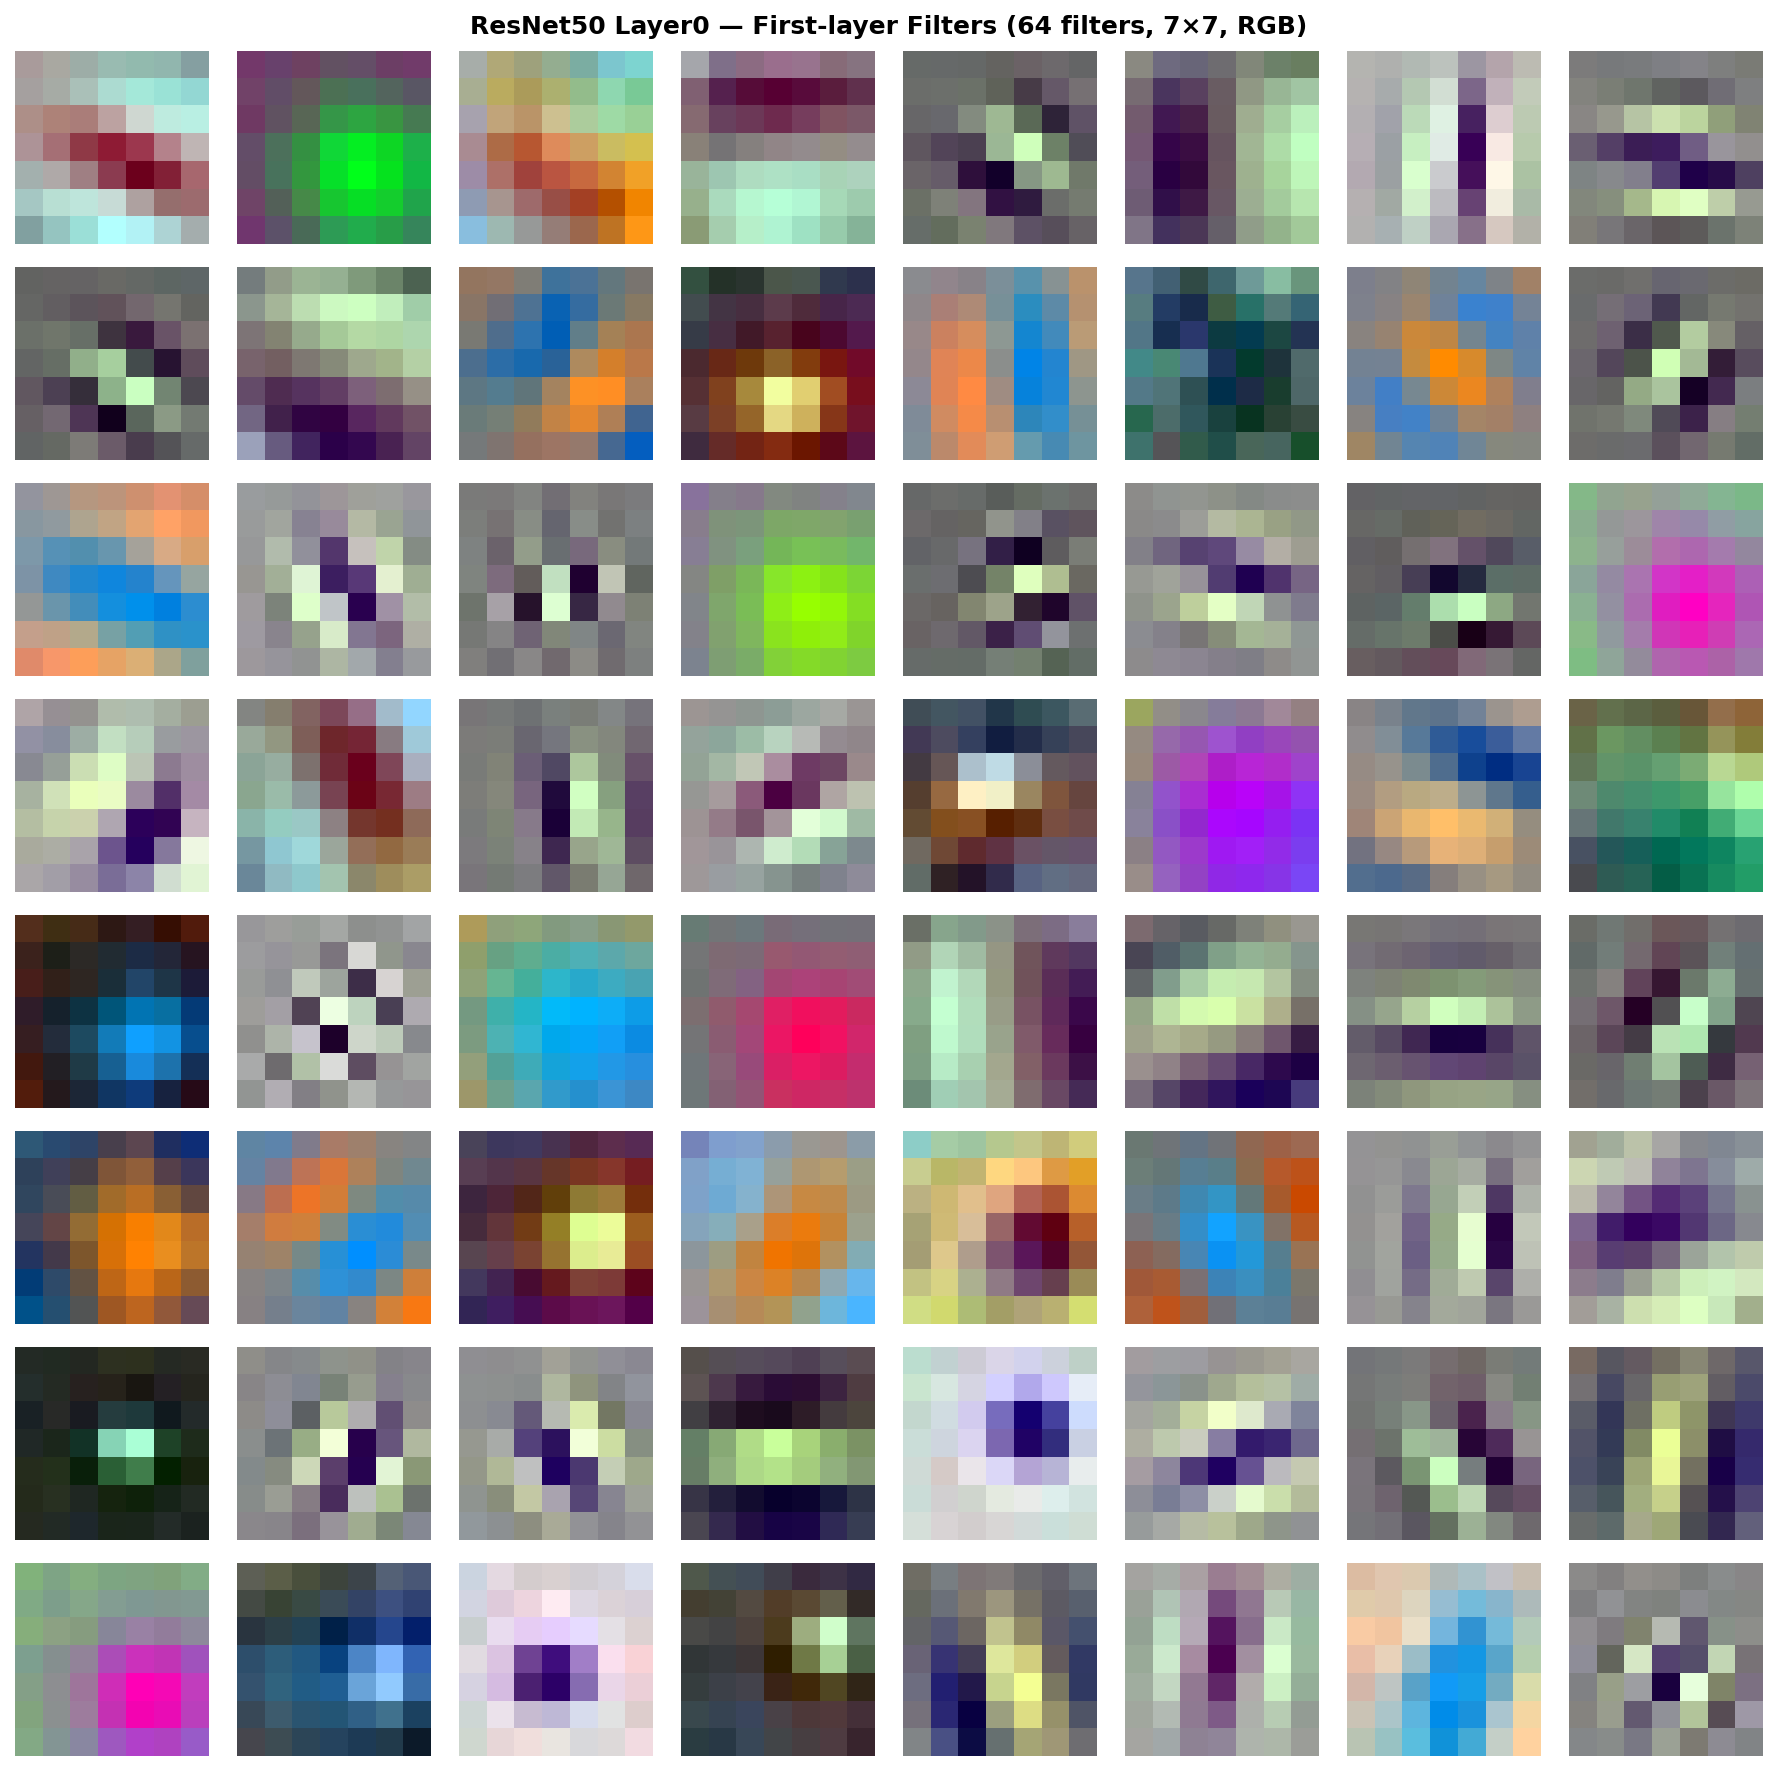 ResNet50 Layer0 — First-layer Filters (64 filters, 7×7, RGB)